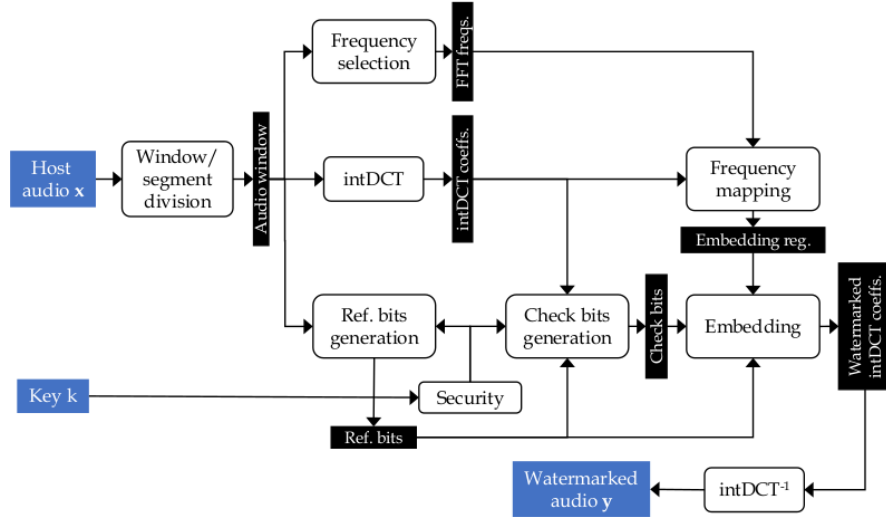 Frequency
selection
FFT freqs.
Host
audio x
Window/
segment
division
Audio window
intDCT
intDCT coeffs.
Frequency
mapping
Embedding reg.
Ref. bits
generation
Check bits
generation
Check bits
Embedding
Watermarked
intDCT coeffs.
Key k
Security
Ref. bits
Watermarked
audio y
intDCT-1